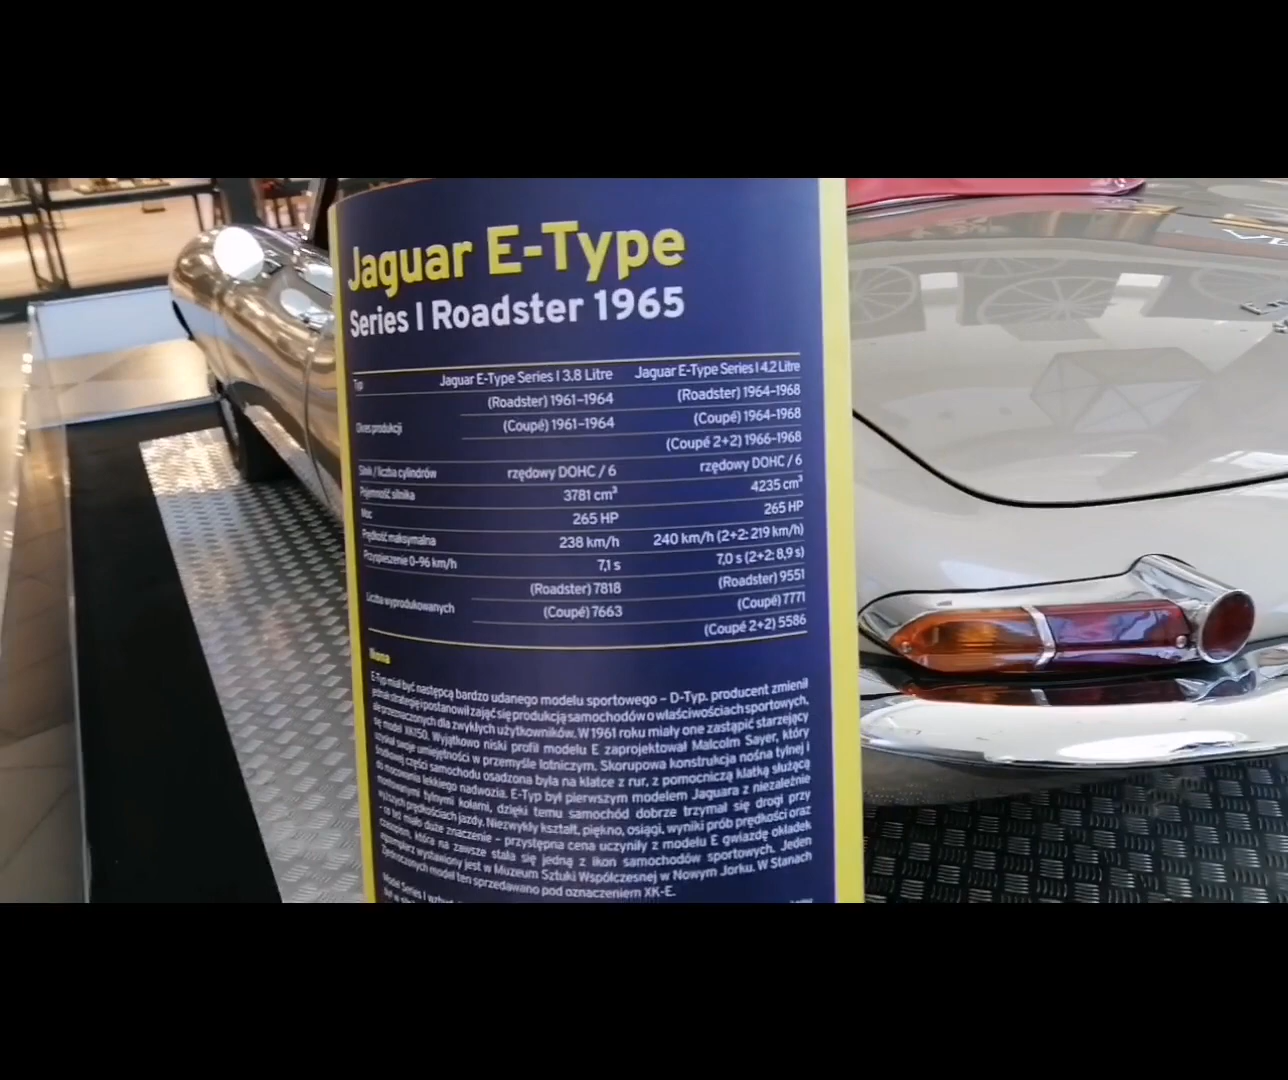 Jaguar E-Type
Series I Roadster 1965
Typ Jaguar E-Type Series I 3.8 Litre Jaguar E-Type Series I 4.2 Litre
Okres produkcji (Roadster) 1961–1964 (Roadster) 1964–1968
(Coupé) 1961–1964 (Coupé) 1964–1968
(Coupé 2+2) 1966–1968
Silnik / liczba cylindrów rzędowy DOHC / 6 rzędowy DOHC / 6
Pojemność silnika 3781 cm³ 4235 cm³
Moc 265 HP 265 HP
Prędkość maksymalna 238 km/h 240 km/h (2+2: 219 km/h)
Przyspieszenie 0–96 km/h 7,1 s 7,0 s (2+2: 8,9 s)
Liczba wyprodukowanych (Roadster) 7818 (Roadster) 9551
(Coupé) 7663 (Coupé) 7771
(Coupé 2+2) 5586
E-Typ miał być następcą bardzo udanego modelu sportowego – D-Typ. producent zmienił
jednak strategię i postanowił zająć się produkcją samochodów o właściwościach sportowych,
ale przeznaczonych dla zwykłych użytkowników. W 1961 roku miały one zastąpić starzejący
się model XK150. Wyjątkowo niski profil modelu E zaprojektował Malcolm Sayer, który
uzyskał swoje umiejętności w przemyśle lotniczym. Skorupowa konstrukcja nośna tylnej i
środkowej części samochodu osadzona była na klatce z rur, z pomocniczą klatką służącą
do mocowania lekkiego nadwozia. E-Typ był pierwszym modelem Jaguara z niezależnie
montowanymi tylnymi kołami, dzięki temu samochód dobrze trzymał się drogi przy
wyższych prędkościach jazdy. Niezwykły kształt, piękno, osiągi, wyniki prób prędkości oraz
– co też miało duże znaczenie – przystępna cena uczyniły z modelu E gwiazdę okładek
czasopism, która na zawsze stała się jedną z ikon samochodów sportowych. Jeden
egzemplarz wystawiony jest w Muzeum Sztuki Współczesnej w Nowym Jorku. W Stanach
Zjednoczonych model ten sprzedawano pod oznaczeniem XK-E.
Model Series I